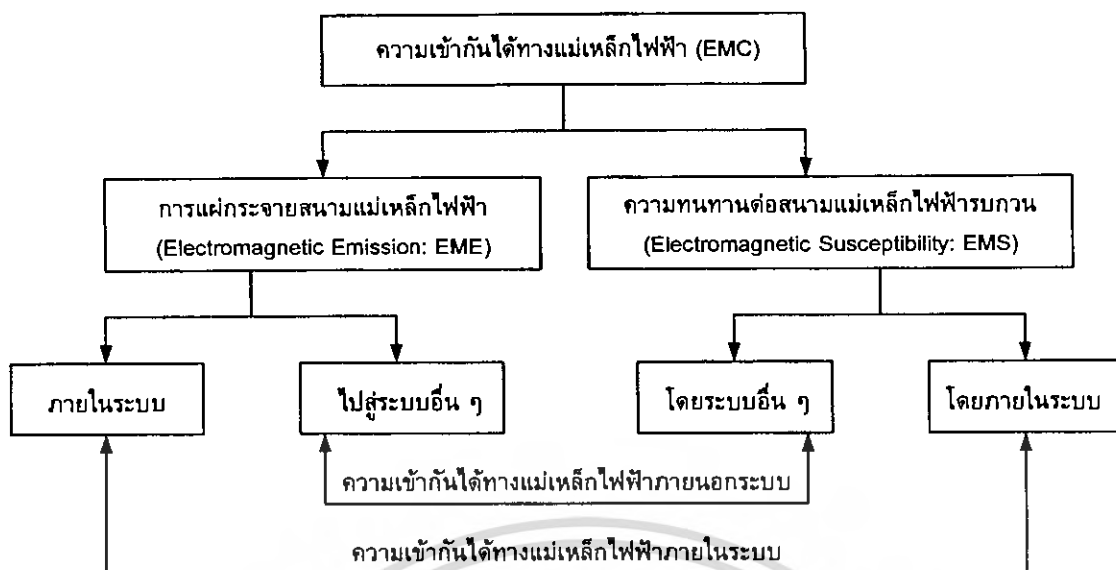 ความเข้ากันได้ทางแม่เหล็กไฟฟ้า (EMC)
การแผ่กระจายสนามแม่เหล็กไฟฟ้า
(Electromagnetic Emission: EME)
ความทนทานต่อสนามแม่เหล็กไฟฟ้ารบกวน
(Electromagnetic Susceptibility: EMS)
ภายในระบบ
ไปสู่ระบบอื่น ๆ
โดยระบบอื่น ๆ
โดยภายในระบบ
ความเข้ากันได้ทางแม่เหล็กไฟฟ้าภายนอกระบบ
ความเข้ากันได้ทางแม่เหล็กไฟฟ้าภายในระบบ